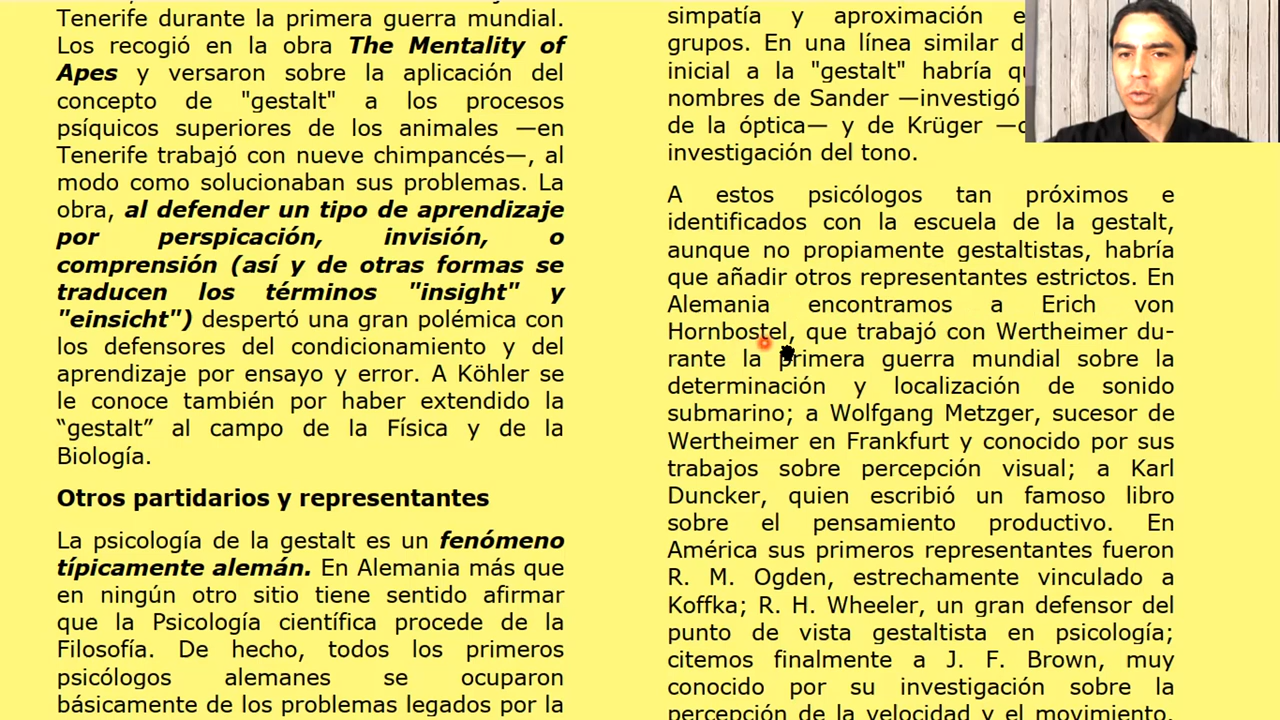 Tenerife durante la primera guerra mundial.
Los recogió en la obra The Mentality of
Apes y versaron sobre la aplicación del
concepto de "gestalt" a los procesos
psíquicos superiores de los animales —en
Tenerife trabajó con nueve chimpancés—, al
modo como solucionaban sus problemas. La
obra, al defender un tipo de aprendizaje
por perspicación, invisión, o
comprensión (así y de otras formas se
traducen los términos "insight" y
"einsicht") despertó una gran polémica con
los defensores del condicionamiento y del
aprendizaje por ensayo y error. A Köhler se
le conoce también por haber extendido la
“gestalt” al campo de la Física y de la
Biología.
Otros partidarios y representantes
La psicología de la gestalt es un fenómeno
típicamente alemán. En Alemania más que
en ningún otro sitio tiene sentido afirmar
que la Psicología científica procede de la
Filosofía. De hecho, todos los primeros
psicólogos alemanes se ocuparon
básicamente de los problemas legados por la
simpatía y aproximación
grupos. En una línea similar
inicial a la "gestalt" habría
nombres de Sander —investigó
de la óptica— y de Krüger
investigación del tono.
A estos psicólogos tan próximos e
identificados con la escuela de la gestalt,
aunque no propiamente gestaltistas, habría
que añadir otros representantes estrictos. En
Alemania encontramos a Erich von
Hornbostel, que trabajó con Wertheimer du-
rante la primera guerra mundial sobre la
determinación y localización de sonido
submarino; a Wolfgang Metzger, sucesor de
Wertheimer en Frankfurt y conocido por sus
trabajos sobre percepción visual; a Karl
Duncker, quien escribió un famoso libro
sobre el pensamiento productivo. En
América sus primeros representantes fueron
R. M. Ogden, estrechamente vinculado a
Koffka; R. H. Wheeler, un gran defensor del
punto de vista gestaltista en psicología;
citemos finalmente a J. F. Brown, muy
conocido por su investigación sobre la
percepción de la velocidad y el movimiento.